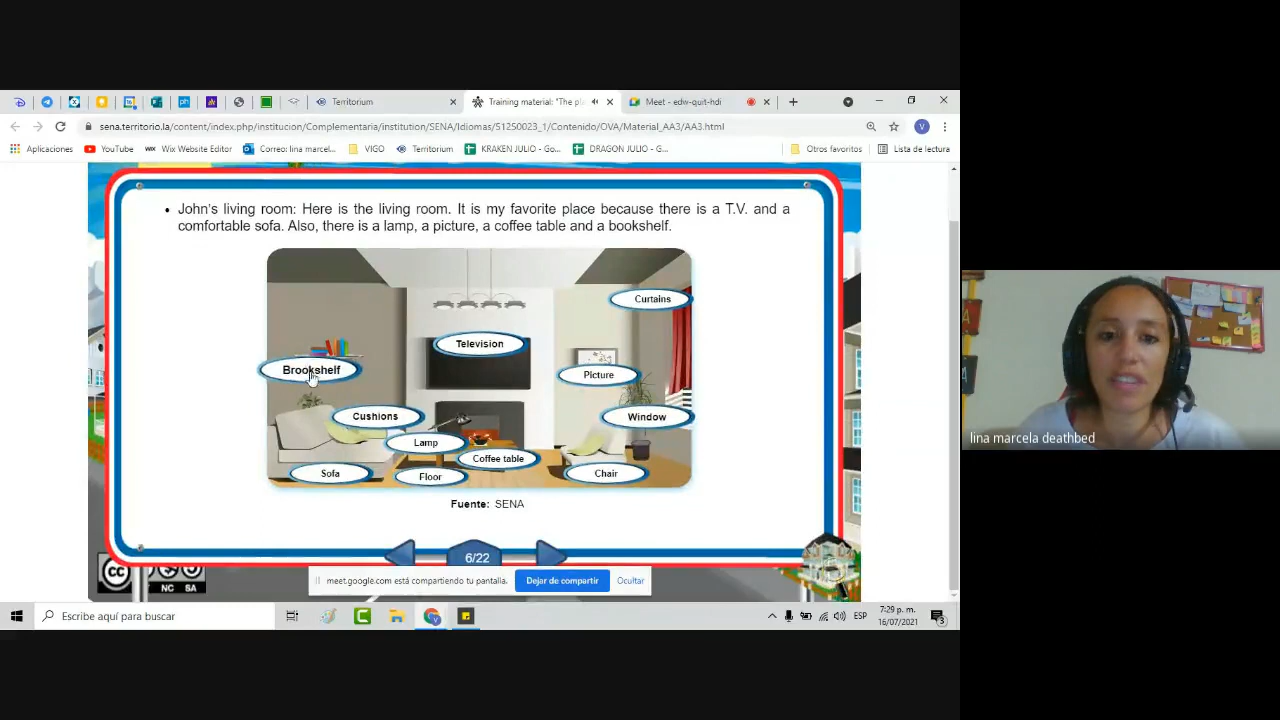 Territorium
Training material: "The pl
Meet - edw-quit-hdi
sena.territorio.la/content/index.php/institucion/Complementaria/institution/SENA/Idiomas/51250023_1/Contenido/OVA/Material_AA3/AA3.html
V
Aplicaciones
YouTube
Wix Website Editor
Correo: lina marcel...
VIGO
Territorium
KRAKEN JULIO - Go...
DRAGON JULIO - G...
Otros favoritos
Lista de lectura
• John's living room: Here is the living room. It is my favorite place because there is a T.V. and a
comfortable sofa. Also, there is a lamp, a picture, a coffee table and a bookshelf.
Curtains
Television
Brookshelf
Picture
Cushions
Window
Lamp
Coffee table
Sofa
Floor
Chair
Fuente: SENA
6/22
cc
NC SA
meet.google.com está compartiendo tu pantalla.
Dejar de compartir
Ocultar
lina marcela deathbed
Escribe aquí para buscar
ESP
7:29 p. m.
16/07/2021
3